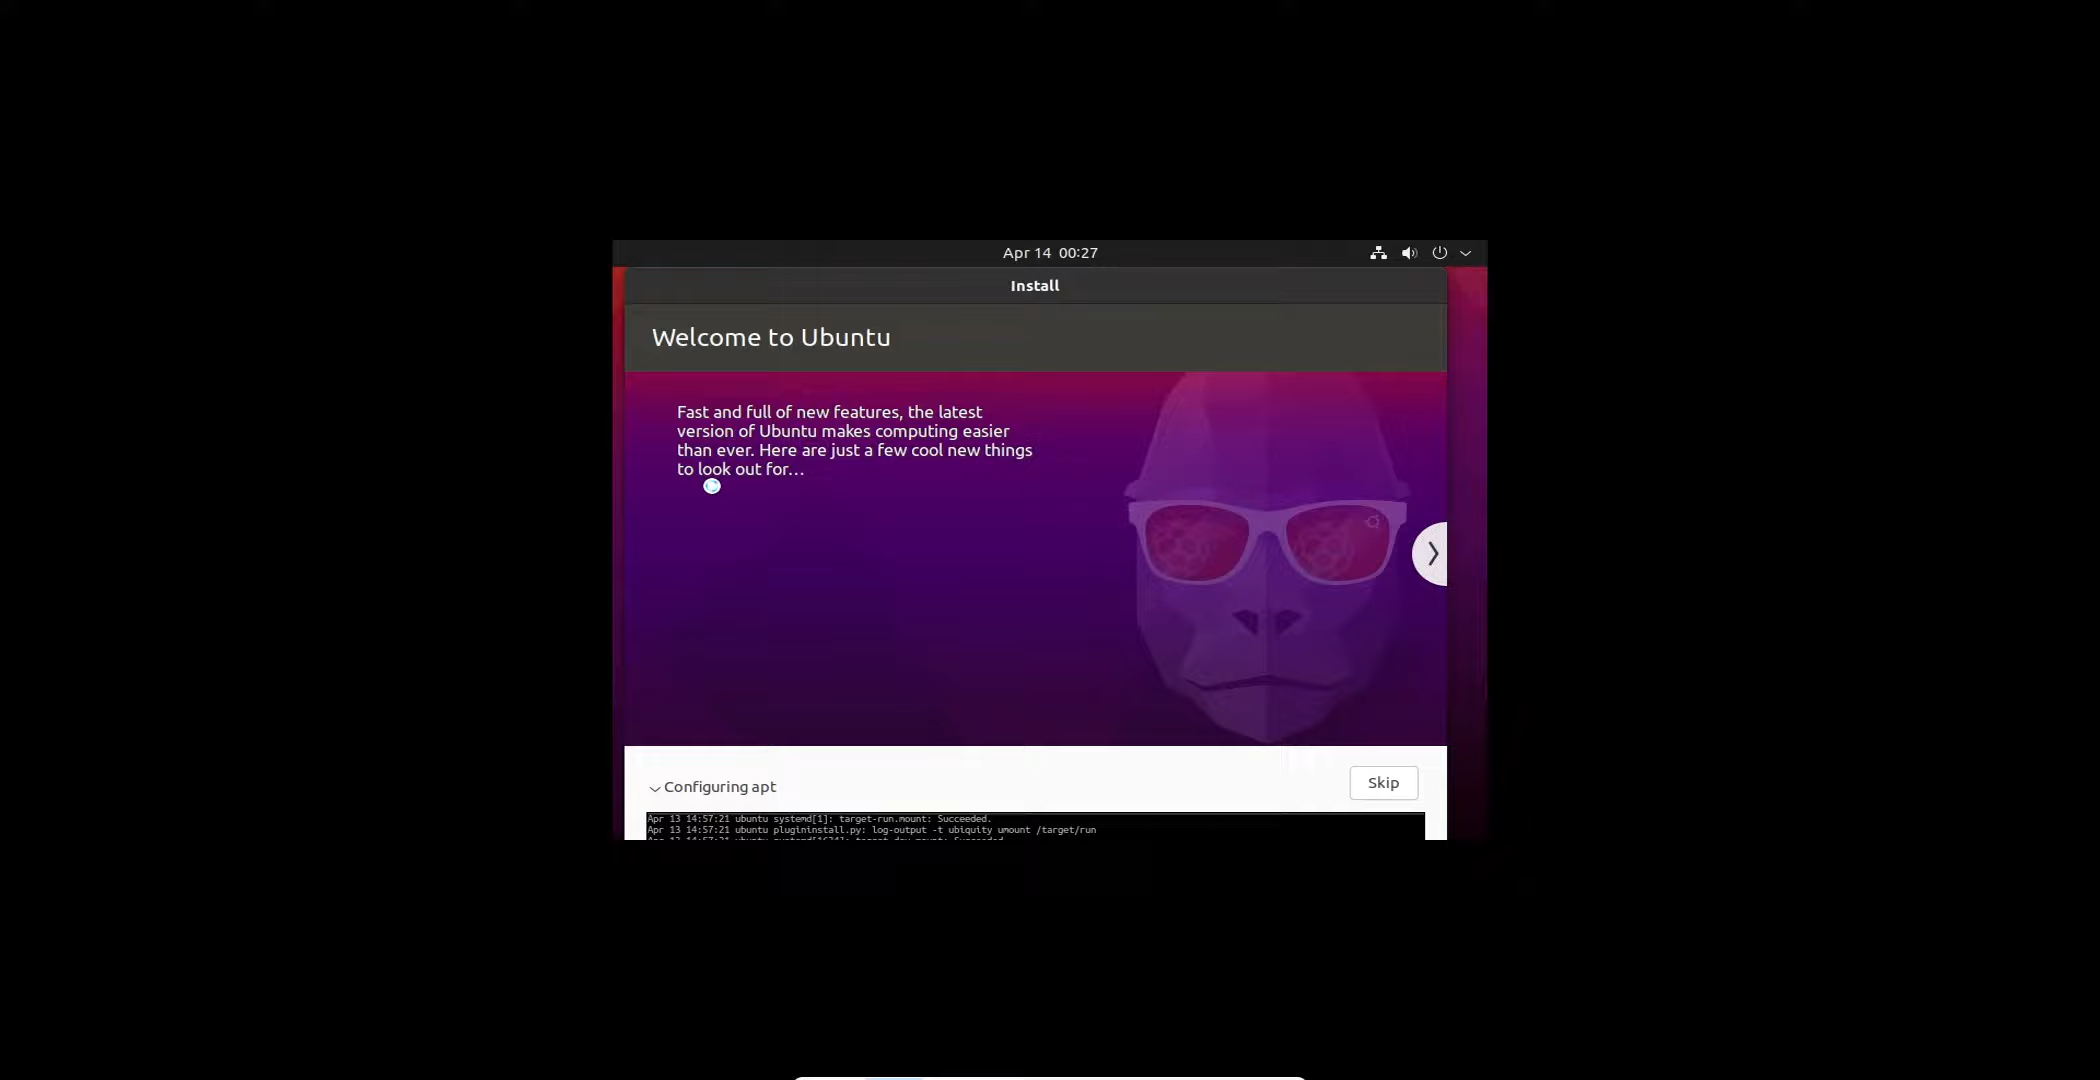 Apr 14 00:27
Install
Welcome to Ubuntu
Fast and full of new features, the latest
version of Ubuntu makes computing easier
than ever. Here are just a few cool new things
to look out for...
Configuring apt
Skip
Apr 13 14:57:21 ubuntu systemd[1]: target-run.mount: Succeeded.
Apr 13 14:57:21 ubuntu plugininstall.py: log-output -t ubiquity umount /target/run